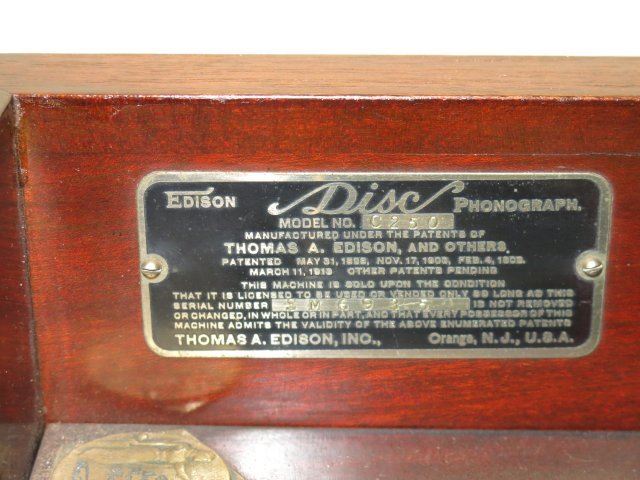 EDISON Disc PHONOGRAPH.
MODEL NO. C250
MANUFACTURED UNDER THE PATENTS OF
THOMAS A. EDISON, AND OTHERS,
PATENTED MAY 31, 1898, NOV. 17, 1903, FEB. 4, 1908.
MARCH 11, 1913 OTHER PATENTS PENDING
THIS MACHINE IS SOLD UPON THE CONDITION
THAT IT IS LICENSED TO BE USED OR VENDED ONLY SO LONG AS THIS
SERIAL NUMBER IS NOT REMOVED
OR CHANGED, IN WHOLE OR IN PART, AND THAT EVERY POSSESSOR OF THIS
MACHINE ADMITS THE VALIDITY OF THE ABOVE ENUMERATED PATENTS
THOMAS A. EDISON, INC., Orange, N. J., U.S.A.